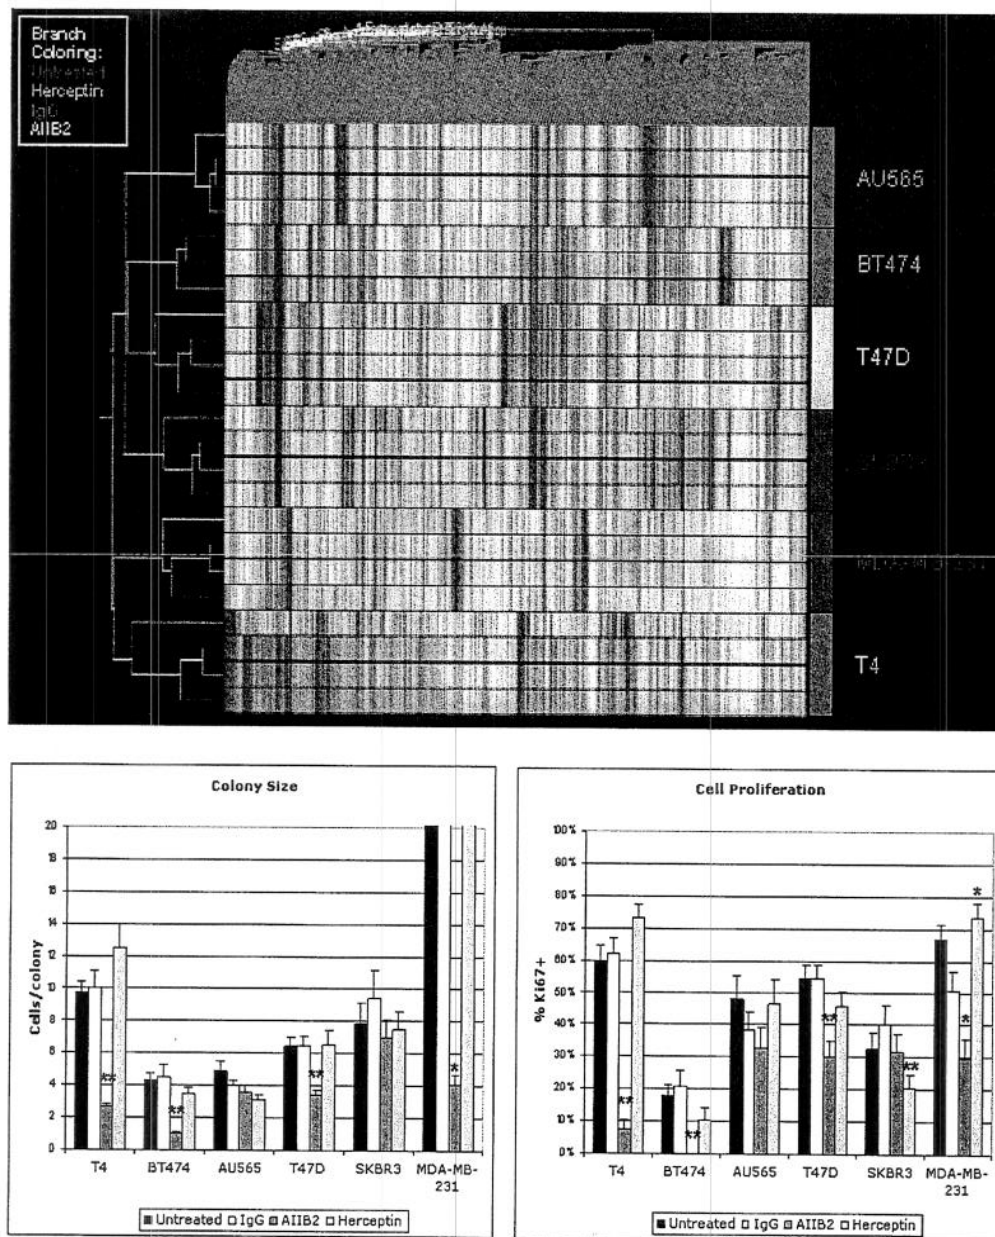 Branch
Coloring:
Untreated
Herceptin
IgG
AIIB2
AU565
BT474
T47D
T4
Colony Size
Cells/colony
20
18
16
14
12
10
8
6
4
2
0
**
**
**
*
T4
BT474
AU565
T47D
SKBR3
MDA-MB-
231
Untreated IgG AIIB2 Herceptin
Cell Proliferation
% Ki67+
100%
90%
80%
70%
60%
50%
40%
30%
20%
10%
0%
**
**
**
**
*
*
T4
BT474
AU565
T47D
SKBR3
MDA-MB-
231
Untreated IgG AIIB2 Herceptin